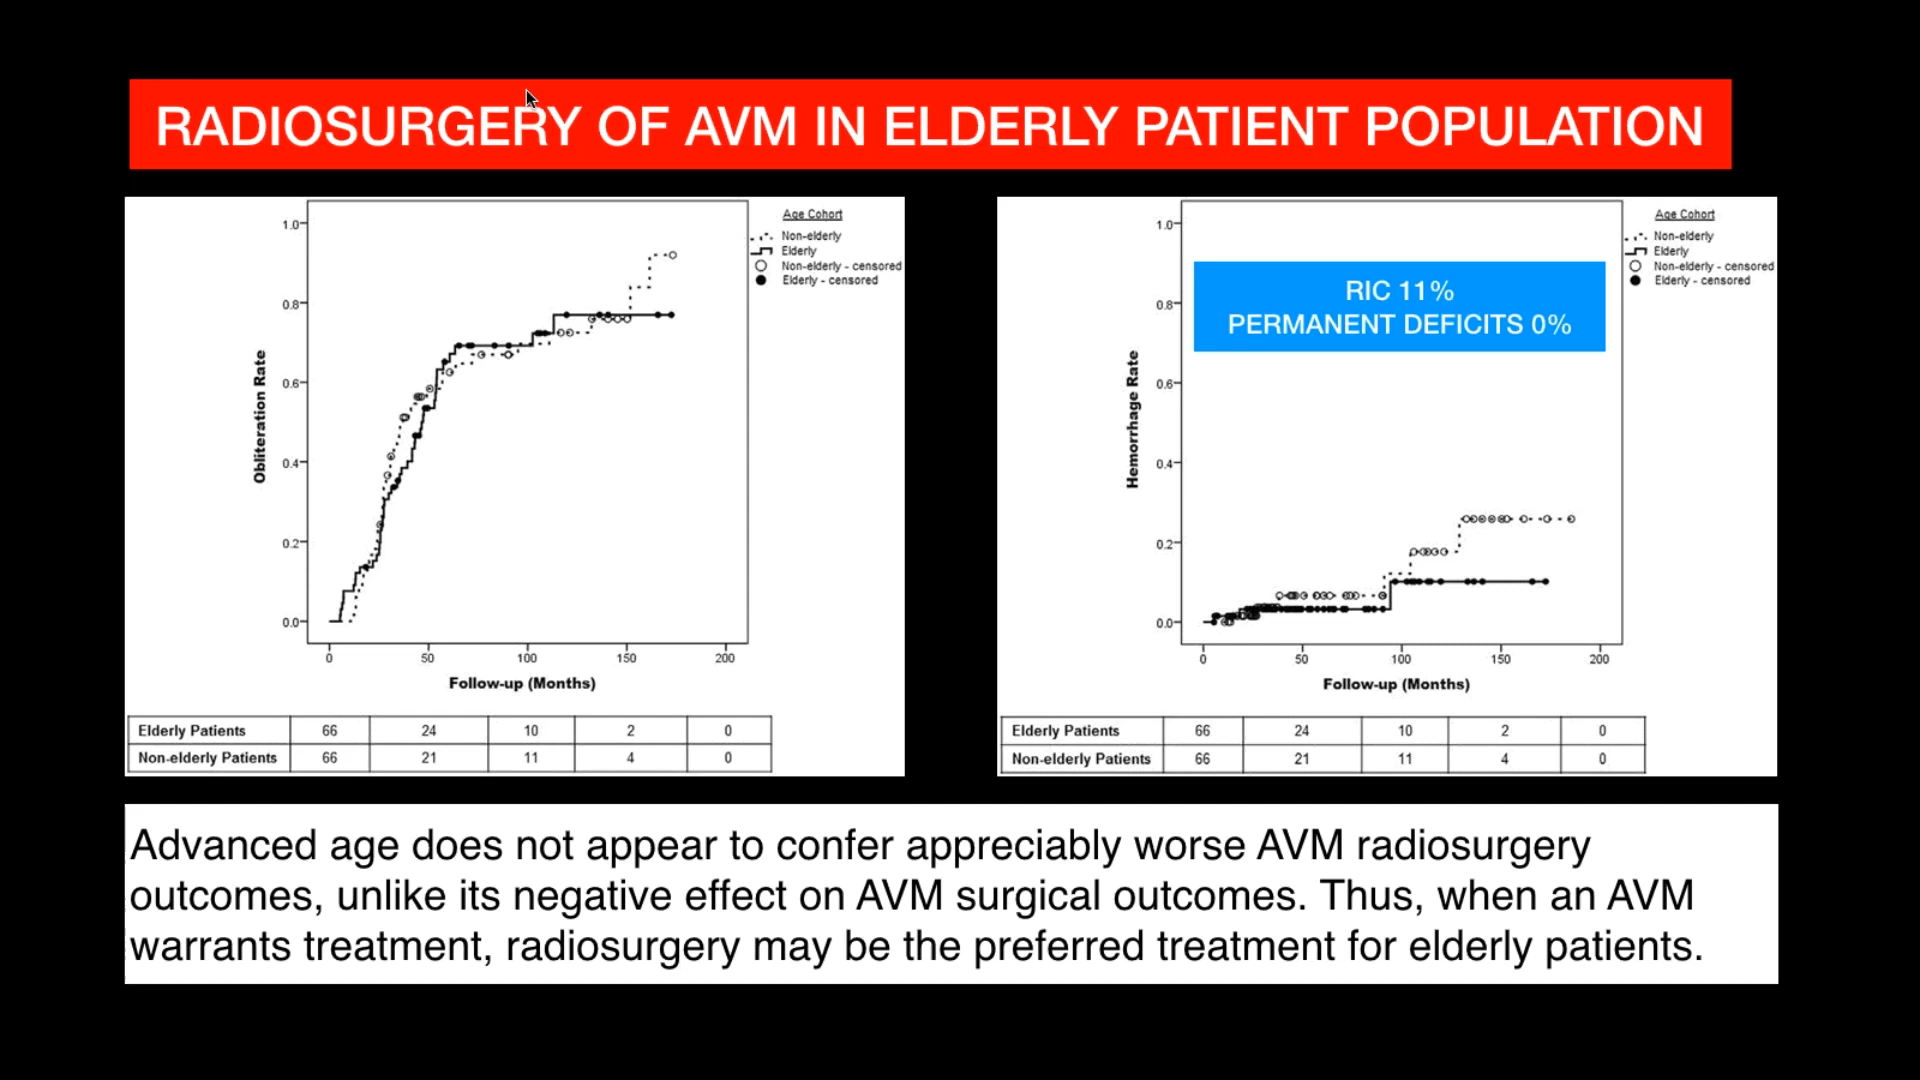 RADIOSURGERY OF AVM IN ELDERLY PATIENT POPULATION
1.0
0.8
0.6
0.4
0.2
0.0
Obliteration Rate
0 50 100 150 200
Follow-up (Months)
Age Cohort
Non-elderly
Elderly
Non-elderly - censored
Elderly - censored
Elderly Patients 66 24 10 2 0
Non-elderly Patients 66 21 11 4 0
1.0
0.8
0.6
0.4
0.2
0.0
Hemorrhage Rate
RIC 11%
PERMANENT DEFICITS 0%
0 50 100 150 200
Follow-up (Months)
Age Cohort
Non-elderly
Elderly
Non-elderly - censored
Elderly - censored
Elderly Patients 66 24 10 2 0
Non-elderly Patients 66 21 11 4 0
Advanced age does not appear to confer appreciably worse AVM radiosurgery
outcomes, unlike its negative effect on AVM surgical outcomes. Thus, when an AVM
warrants treatment, radiosurgery may be the preferred treatment for elderly patients.